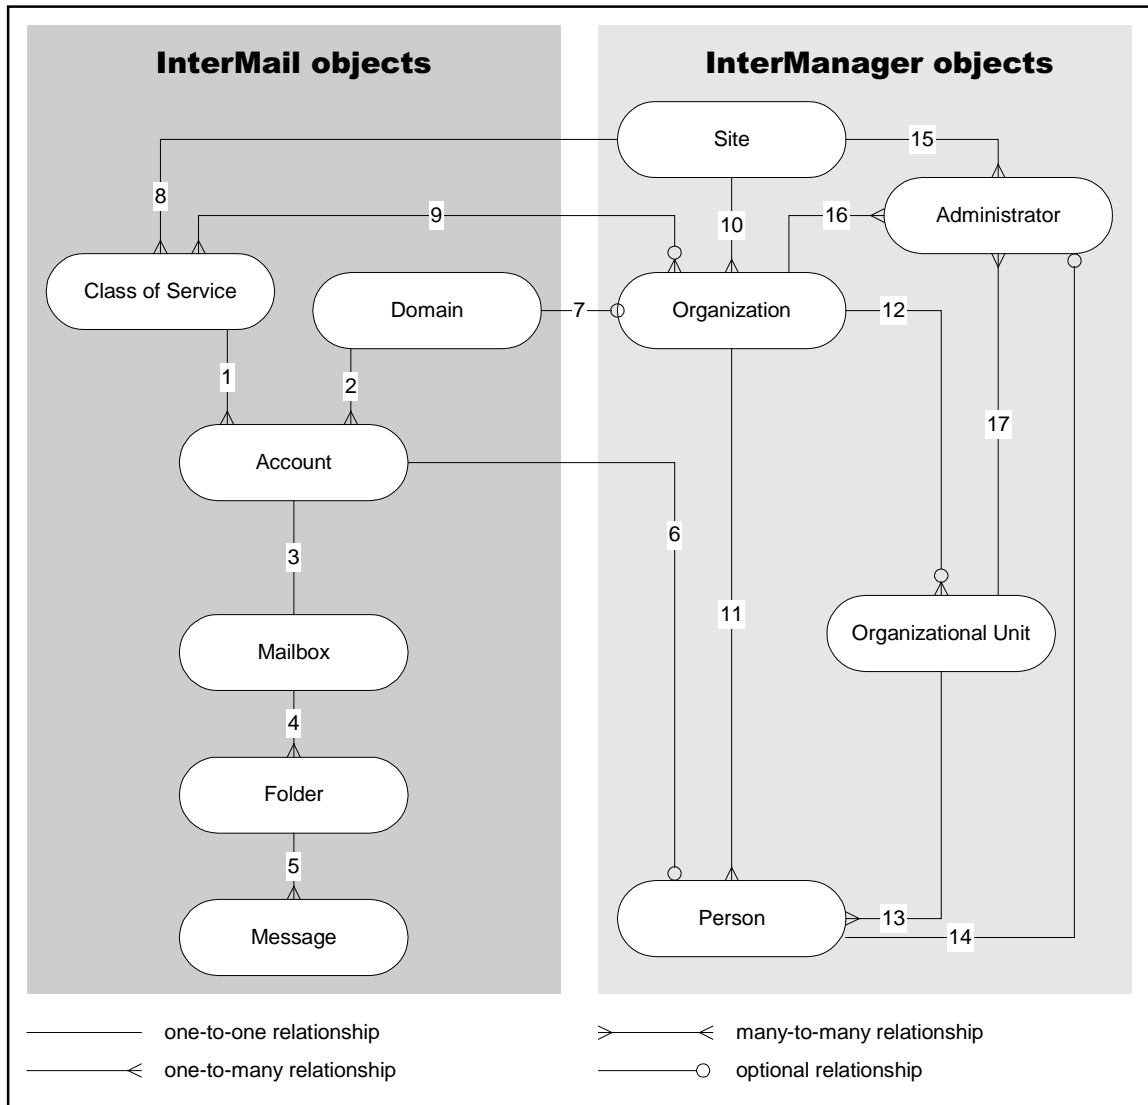 InterMail objects
InterManager objects
Site
15
8
9
10
16
Administrator
Class of Service
Domain
7
Organization
12
1
2
17
Account
6
3
11
Mailbox
Organizational Unit
4
Folder
5
Person
13
14
Message
one-to-one relationship
many-to-many relationship
one-to-many relationship
optional relationship